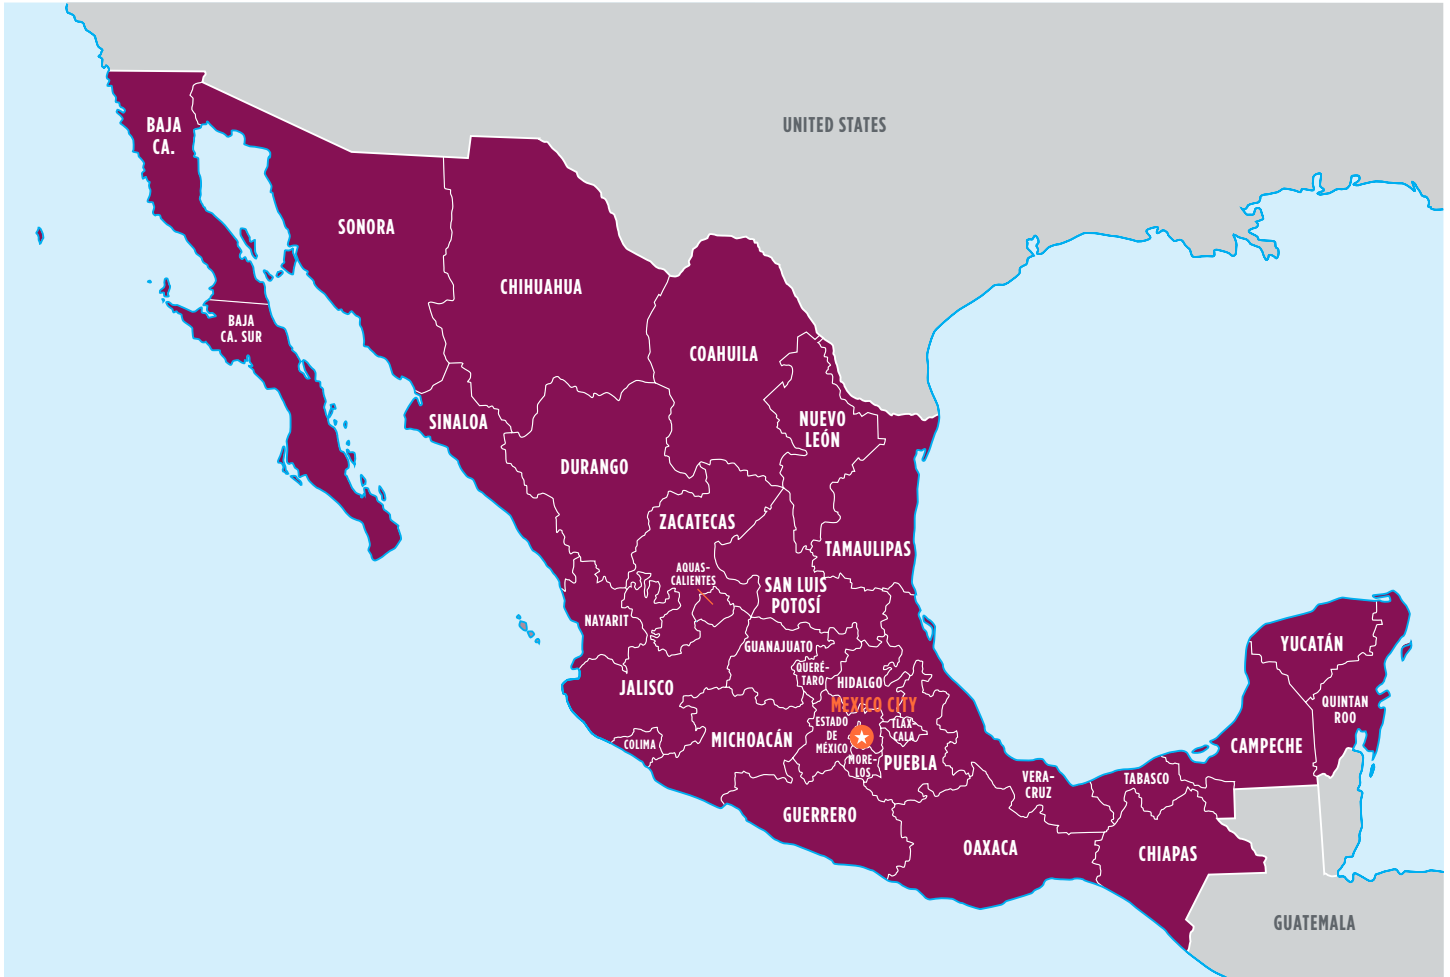 UNITED STATES
BAJA
CA.
SONORA
CHIHUAHUA
BAJA
CA. SUR
COAHUILA
SINALOA
NUEVO
LEÓN
DURANGO
ZACATECAS
TAMAULIPAS
AQUAS-
CALIENTES
SAN LUIS
POTOSÍ
NAYARIT
GUANAJUATO
YUCATÁN
QUERÉ-
TARO
HIDALGO
JALISCO
MEXICO CITY
QUINTAN
ROO
ESTADO
DE
MÉXICO
TLAX-
CALA
COLIMA
MICHOACÁN
CAMPECHE
MORE-
LOS
PUEBLA
VERA-
CRUZ
TABASCO
GUERRERO
OAXACA
CHIAPAS
GUATEMALA